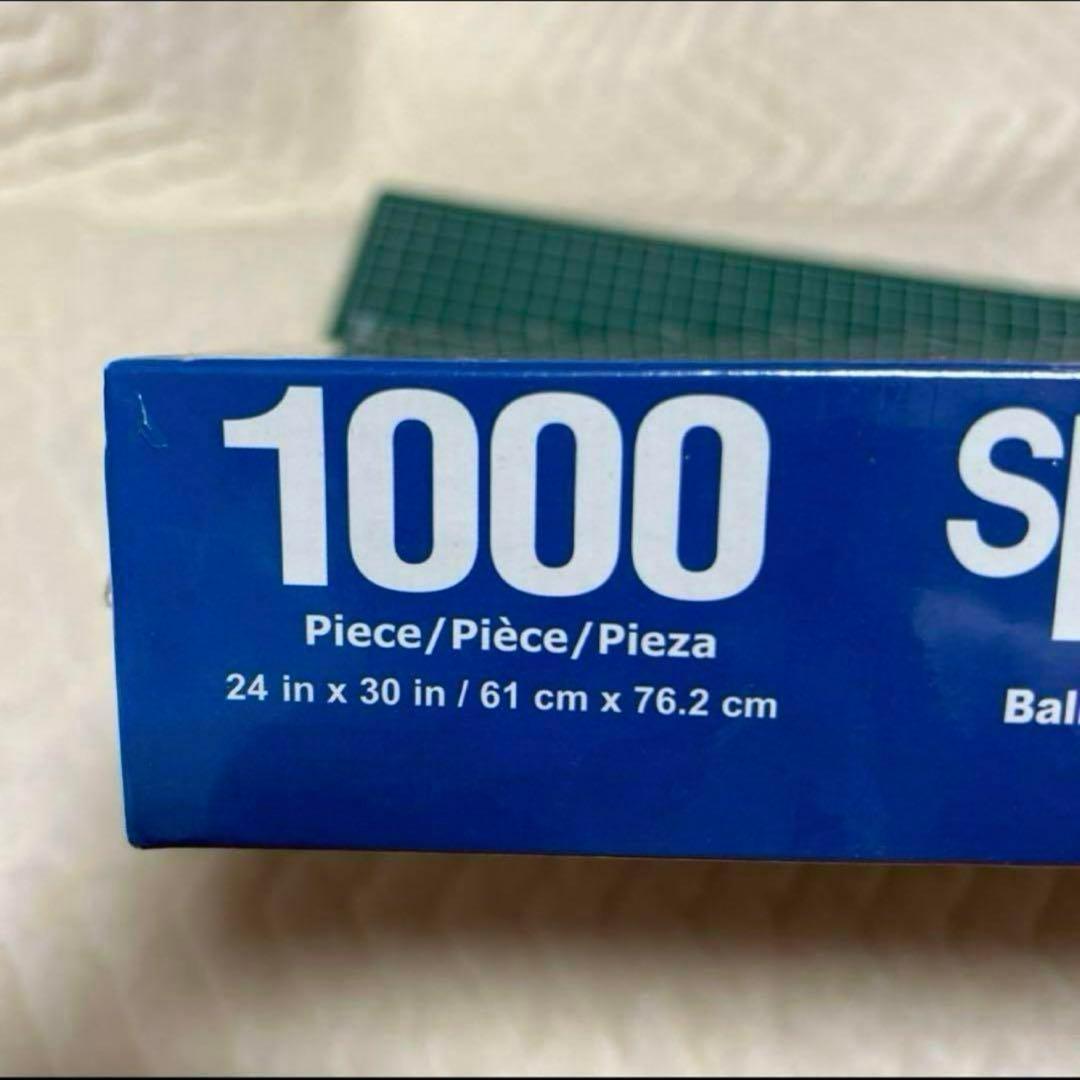 1000
Piece/Pièce/Pieza
24 in x 30 in / 61 cm x 76.2 cm